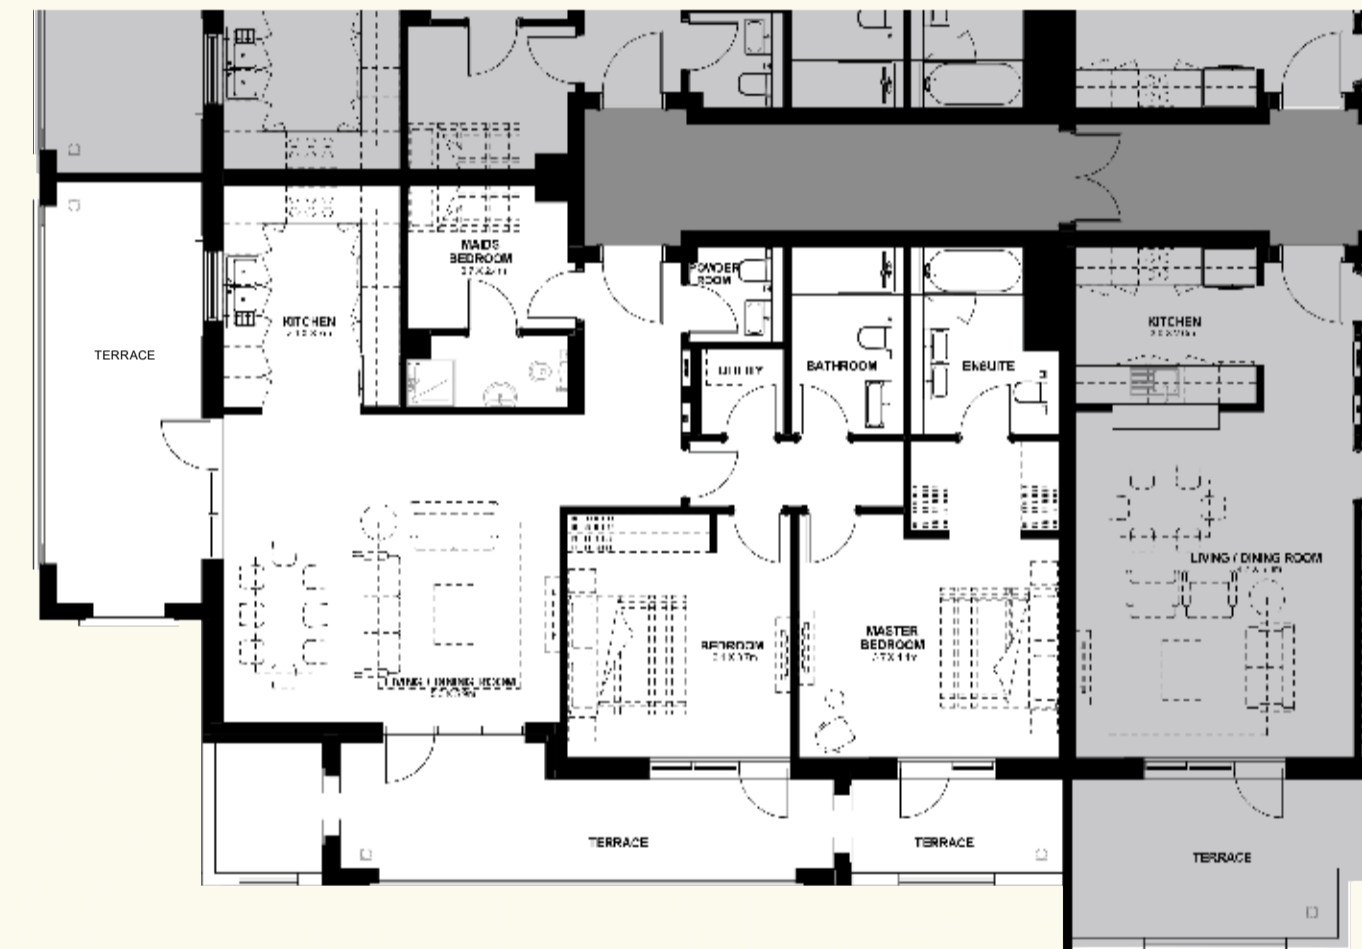 MAIDS
BEDROOM
POWDER
ROOM
KITCHEN
KITCHEN
TERRACE
UTILITY
BATHROOM
ENSUITE
LIVING / DINING ROOM
MASTER
BEDROOM
BEDROOM
LIVING / DINING ROOM
TERRACE
TERRACE
TERRACE